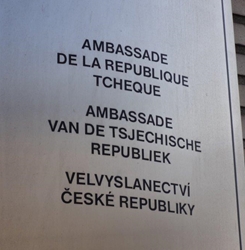 AMBASSADE
DE LA REPUBLIQUE
TCHEQUE
AMBASSADE
VAN DE TSJECHISCHE
REPUBLIEK
VELVYSLANECTVÍ
ČESKÉ REPUBLIKY